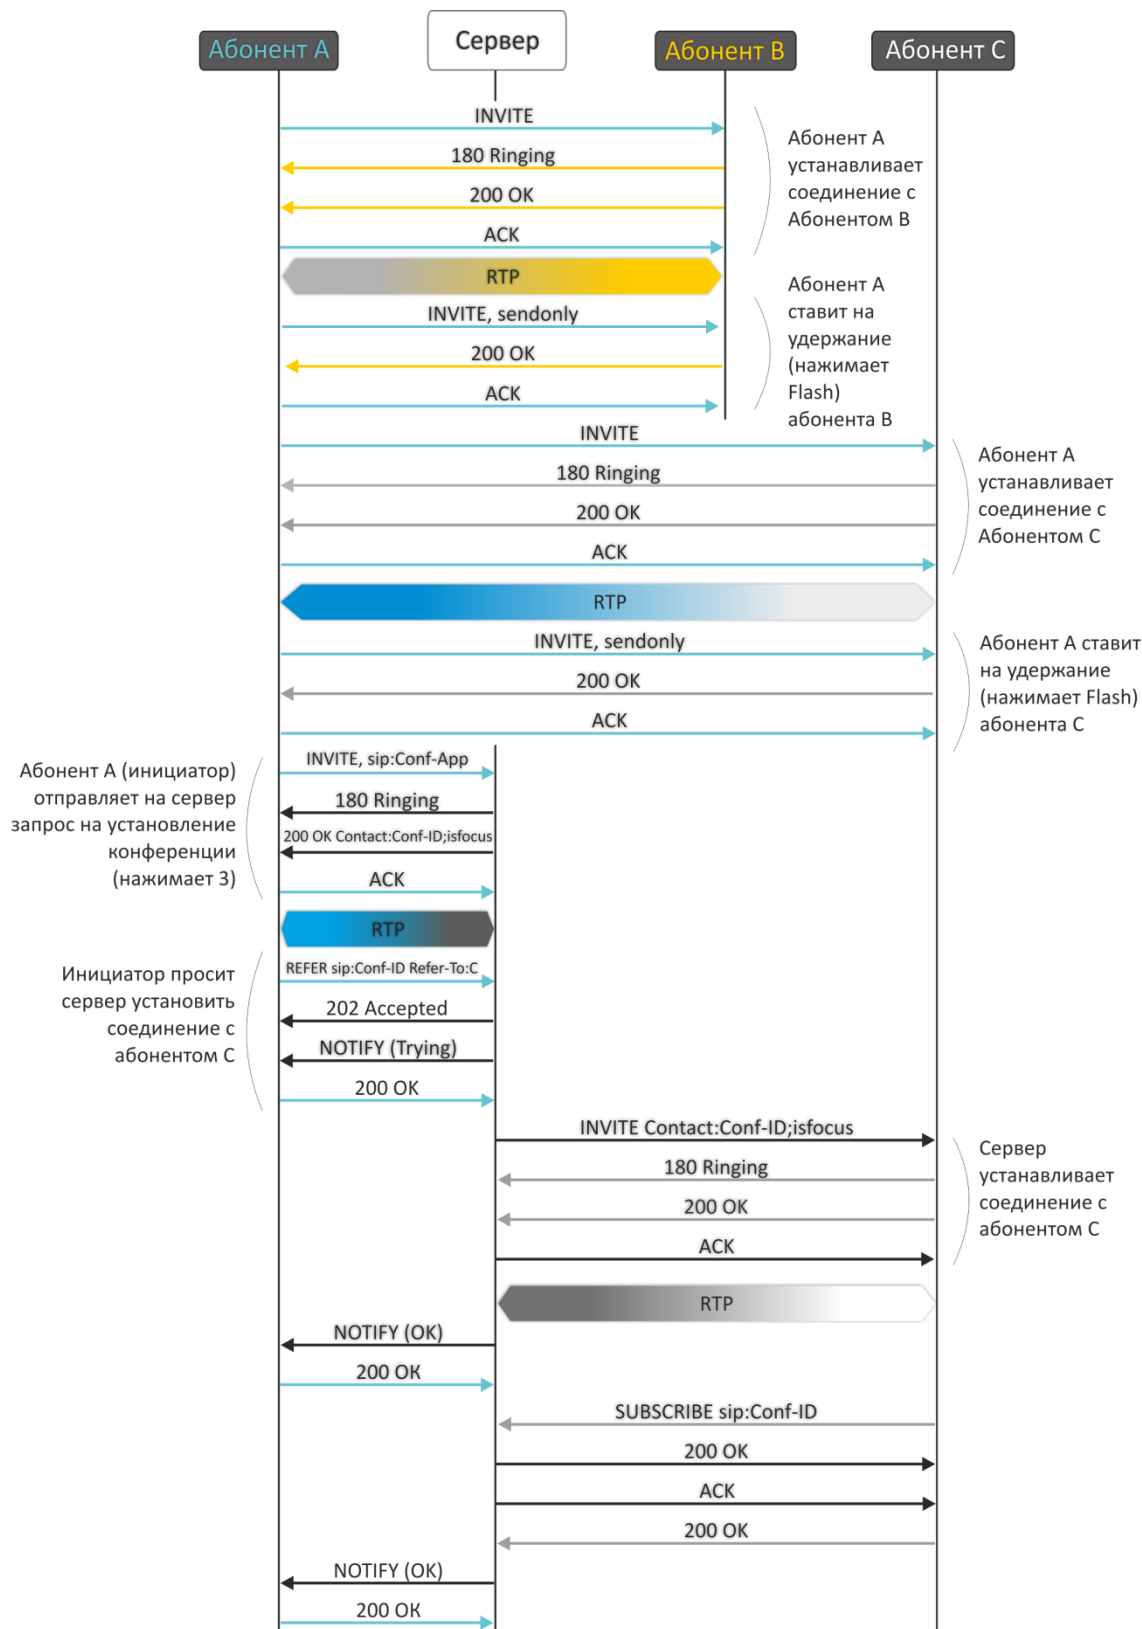 Абонент А
Сервер
Абонент В
Абонент С
INVITE
180 Ringing
200 OK
ACK
Абонент А
устанавливает
соединение с
Абонентом В
RTP
INVITE, sendonly
200 OK
ACK
Абонент А
ставит на
удержание
(нажимает
Flash)
абонента В
INVITE
180 Ringing
200 OK
ACK
Абонент А
устанавливает
соединение с
Абонентом С
RTP
INVITE, sendonly
200 OK
ACK
Абонент А ставит
на удержание
(нажимает Flash)
абонента С
Абонент А (инициатор)
отправляет на сервер
запрос на установление
конференции
(нажимает 3)
INVITE, sip:Conf-App
180 Ringing
200 OK Contact:Conf-ID;isfocus
ACK
RTP
Инициатор просит
сервер установить
соединение с
абонентом С
REFER sip:Conf-ID Refer-To:C
202 Accepted
NOTIFY (Trying)
200 OK
INVITE Contact:Conf-ID;isfocus
180 Ringing
200 OK
ACK
Сервер
устанавливает
соединение с
абонентом С
RTP
NOTIFY (OK)
200 OK
SUBSCRIBE sip:Conf-ID
200 OK
ACK
200 OK
NOTIFY (OK)
200 OK